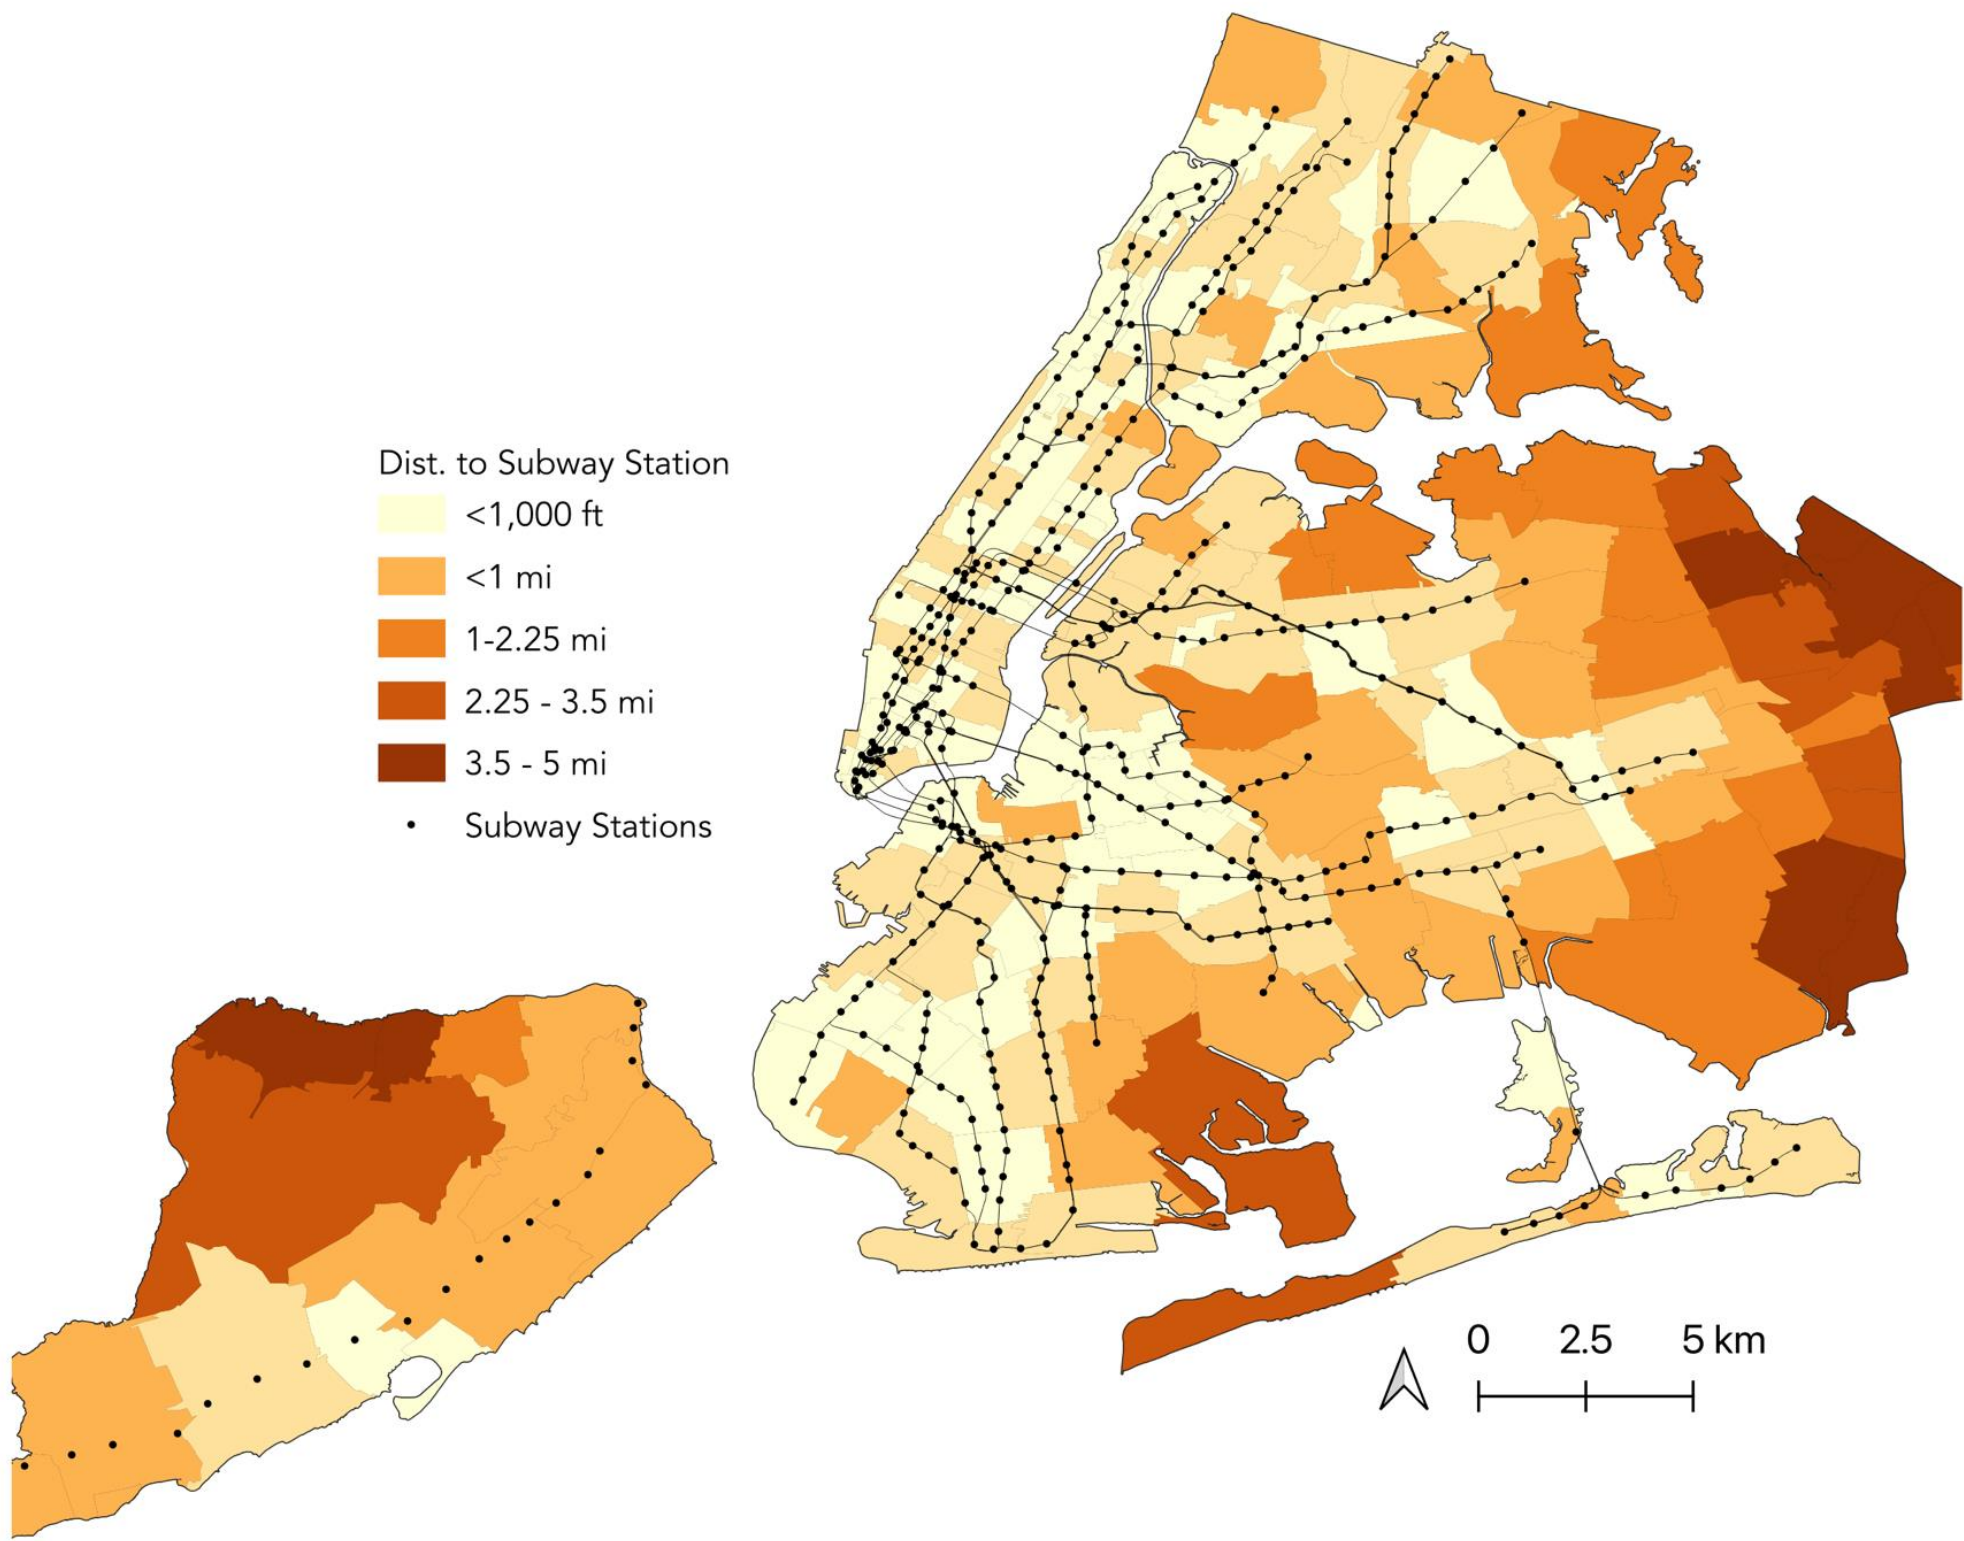 Dist. to Subway Station
<1,000 ft
<1 mi
1-2.25 mi
2.25 - 3.5 mi
3.5 - 5 mi
Subway Stations
0 2.5 5 km